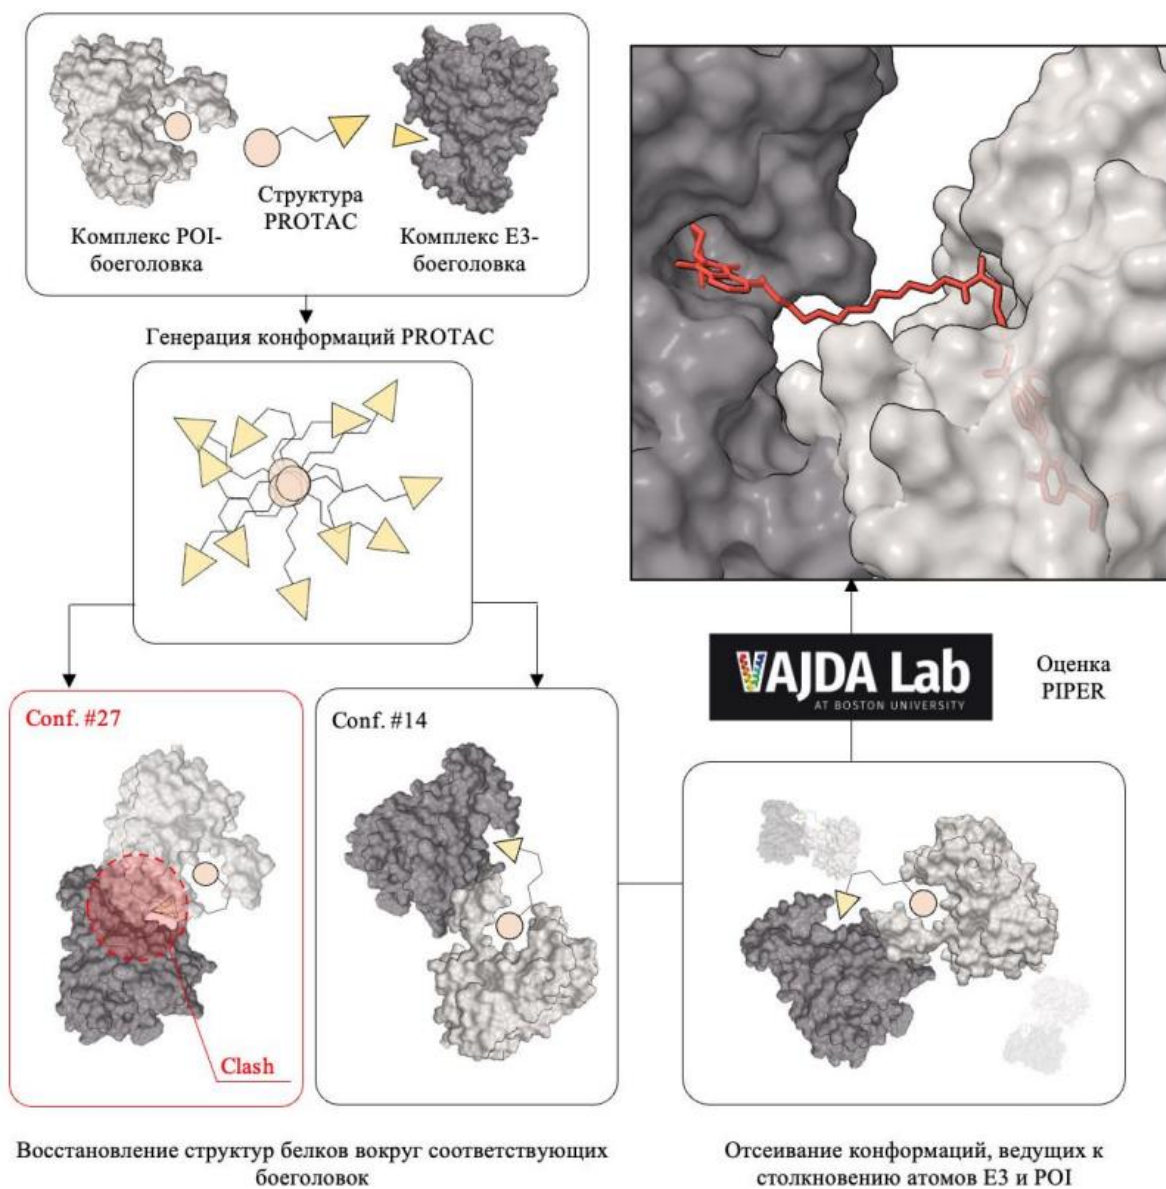 Структура
PROTAC
Комплекс POI-
боеголовка
Комплекс E3-
боеголовка
Генерация конформаций PROTAC
Conf. #27
Clash
Conf. #14
VAJDA Lab
AT BOSTON UNIVERSITY
Оценка
PIPER
Восстановление структур белков вокруг соответствующих
боеголовок
Отсеивание конформаций, ведущих к
столкновению атомов E3 и POI